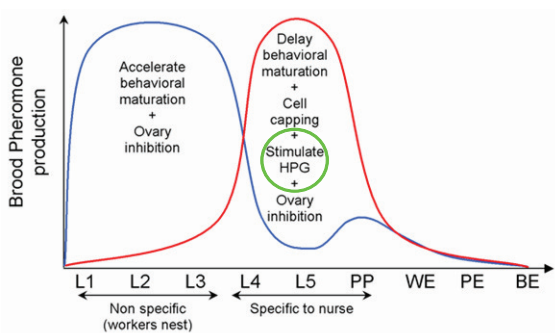 Brood Pheromone
production
Accelerate
behavioral
maturation
+
Ovary
inhibition
Delay
behavioral
maturation
+
Cell
capping
+
Stimulate
HPG
+
Ovary
inhibition
L1 L2 L3 L4 L5 PP WE PE BE
Non specific
(workers nest)
Specific to nurse